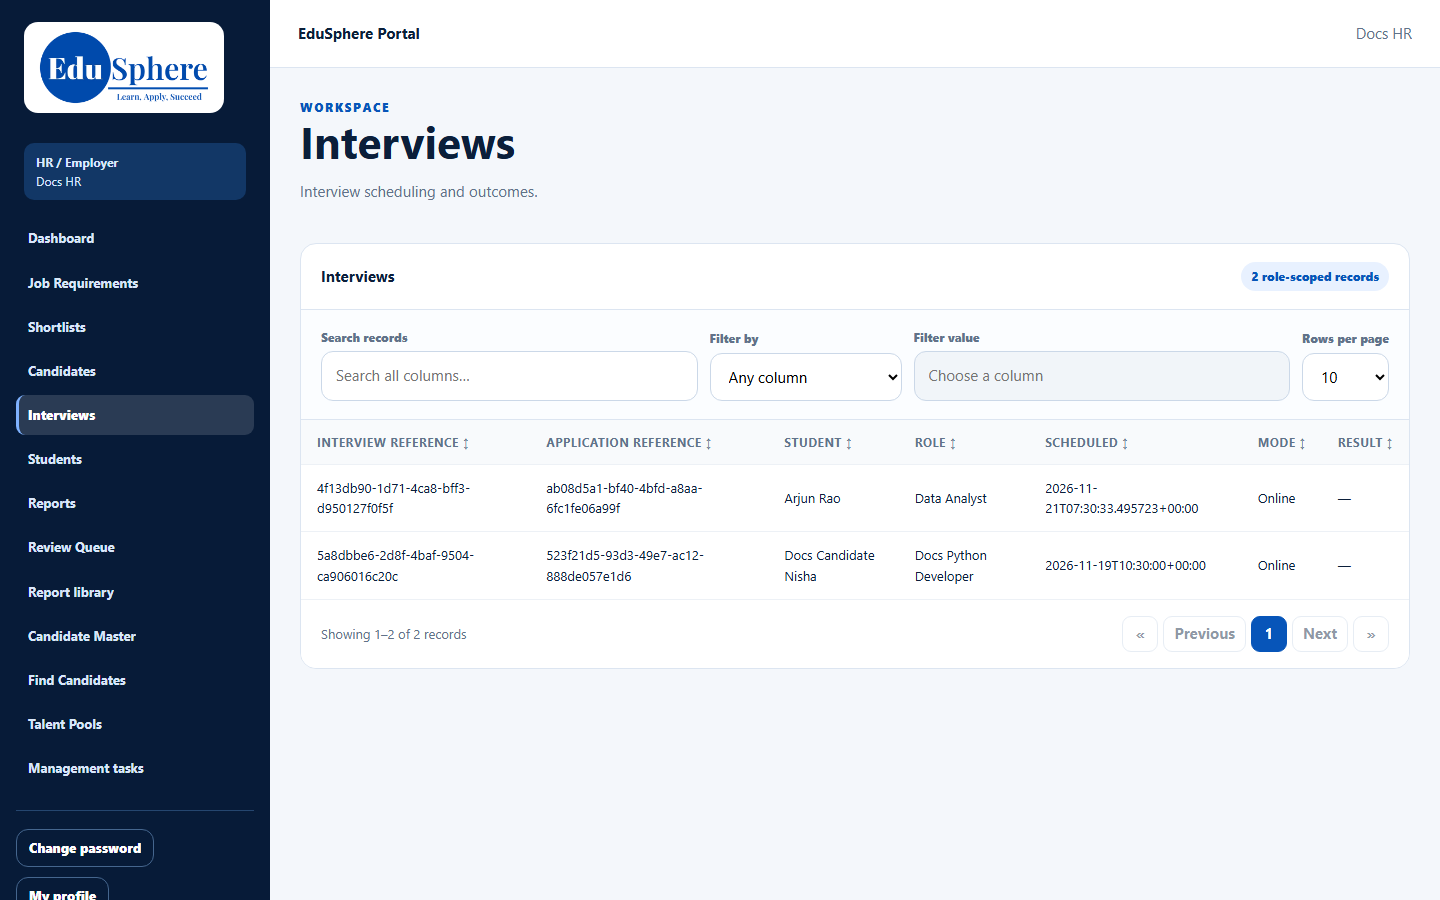 EduSphere
Learn. Apply, Succeed
HR / Employer
Docs HR
Dashboard
Job Requirements
Shortlists
Candidates
Interviews
Students
Reports
Review Queue
Report library
Candidate Master
Find Candidates
Talent Pools
Management tasks
Change password
My profile
EduSphere Portal
Docs HR
WORKSPACE
Interviews
Interview scheduling and outcomes.
Interviews
2 role-scoped records
Search records
Filter by
Filter value
Rows per page
Search all columns...
Any column
Choose a column
10
INTERVIEW REFERENCE ↕ APPLICATION REFERENCE ↕ STUDENT ↕ ROLE ↕ SCHEDULED ↕ MODE ↕ RESULT ↕
4f13db90-1d71-4ca8-bff3-
d950127f0f5f
ab08d5a1-bf40-4bfd-a8aa-
6fc1fe06a99f
Arjun Rao
Data Analyst
2026-11-
21T07:30:33.495723+00:00
Online
—
5a8dbbe6-2d8f-4baf-9504-
ca906016c20c
523f21d5-93d3-49e7-ac12-
888de057e1d6
Docs Candidate
Nisha
Docs Python
Developer
2026-11-19T10:30:00+00:00
Online
—
Showing 1–2 of 2 records
« Previous 1 Next »